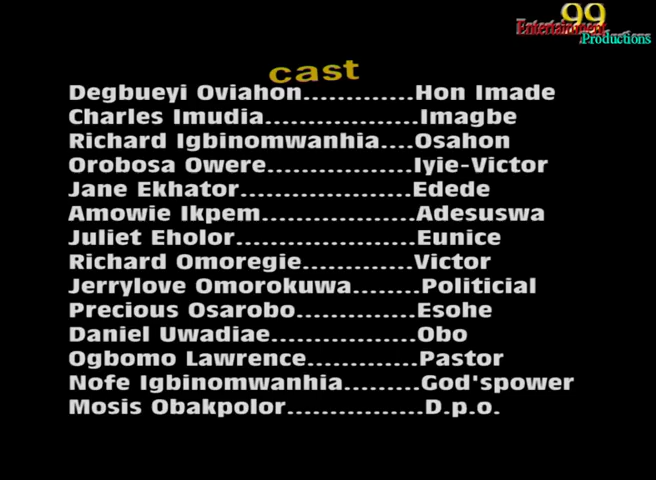 99
Entertainment
Productions
cast
Degbueyi Oviahon.............Hon Imade
Charles Imudia..................Imagbe
Richard Igbinomwanhia....Osahon
Orobosa Owere.................Iyie-Victor
Jane Ekhator....................Edede
Amowie Ikpem..................Adesuswa
Juliet Eholor.....................Eunice
Richard Omoregie.............Victor
Jerrylove Omorokuwa........Politicial
Precious Osarobo..............Esohe
Daniel Uwadiae.................Obo
Ogbomo Lawrence.............Pastor
Nofe Igbinomwanhia.........God'spower
Mosis Obakpolor................D.p.o.